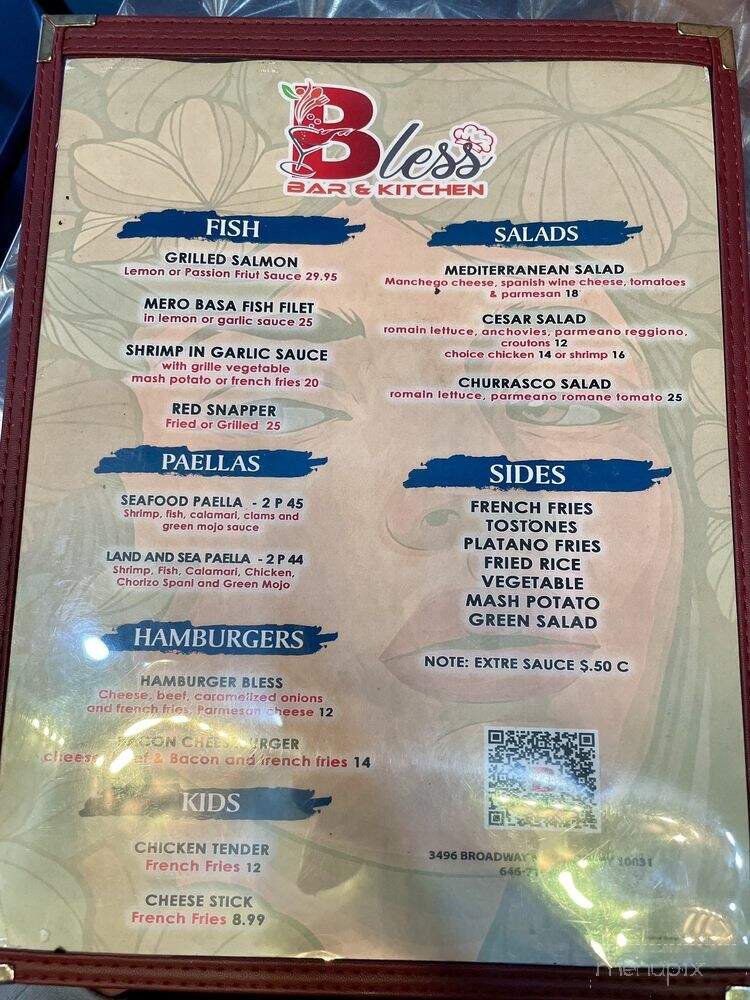 Bless
BAR & KITCHEN
FISH
GRILLED SALMON
Lemon or Passion Friut Sauce 29.95
MERO BASA FISH FILET
in lemon or garlic sauce 25
SHRIMP IN GARLIC SAUCE
with grille vegetable
mash potato or french fries 20
RED SNAPPER
Fried or Grilled 25
PAELLAS
SEAFOOD PAELLA - 2 P 45
Shrimp, fish, calamari, clams and
green mojo sauce
LAND AND SEA PAELLA - 2 P 44
Shrimp, Fish, Calamari, Chicken,
Chorizo Spani and Green Mojo
HAMBURGERS
HAMBURGER BLESS
Cheese, beef, caramelized onions
and french fries, Parmesan cheese 12
BACON CHEESEBURGER
cheese, beef & Bacon and french fries 14
KIDS
CHICKEN TENDER
French Fries 12
CHEESE STICK
French Fries 8.99
SALADS
MEDITERRANEAN SALAD
Manchego cheese, spanish wine cheese, tomatoes
& parmesan 18
CESAR SALAD
romain lettuce, anchovies, parmeano reggiono,
croutons 12
choice chicken 14 or shrimp 16
CHURRASCO SALAD
romain lettuce, parmeano romane tomato 25
SIDES
FRENCH FRIES
TOSTONES
PLATANO FRIES
FRIED RICE
VEGETABLE
MASH POTATO
GREEN SALAD
NOTE: EXTRE SAUCE $.50 C
3496 BROADWAY 10031
646-7
menupix